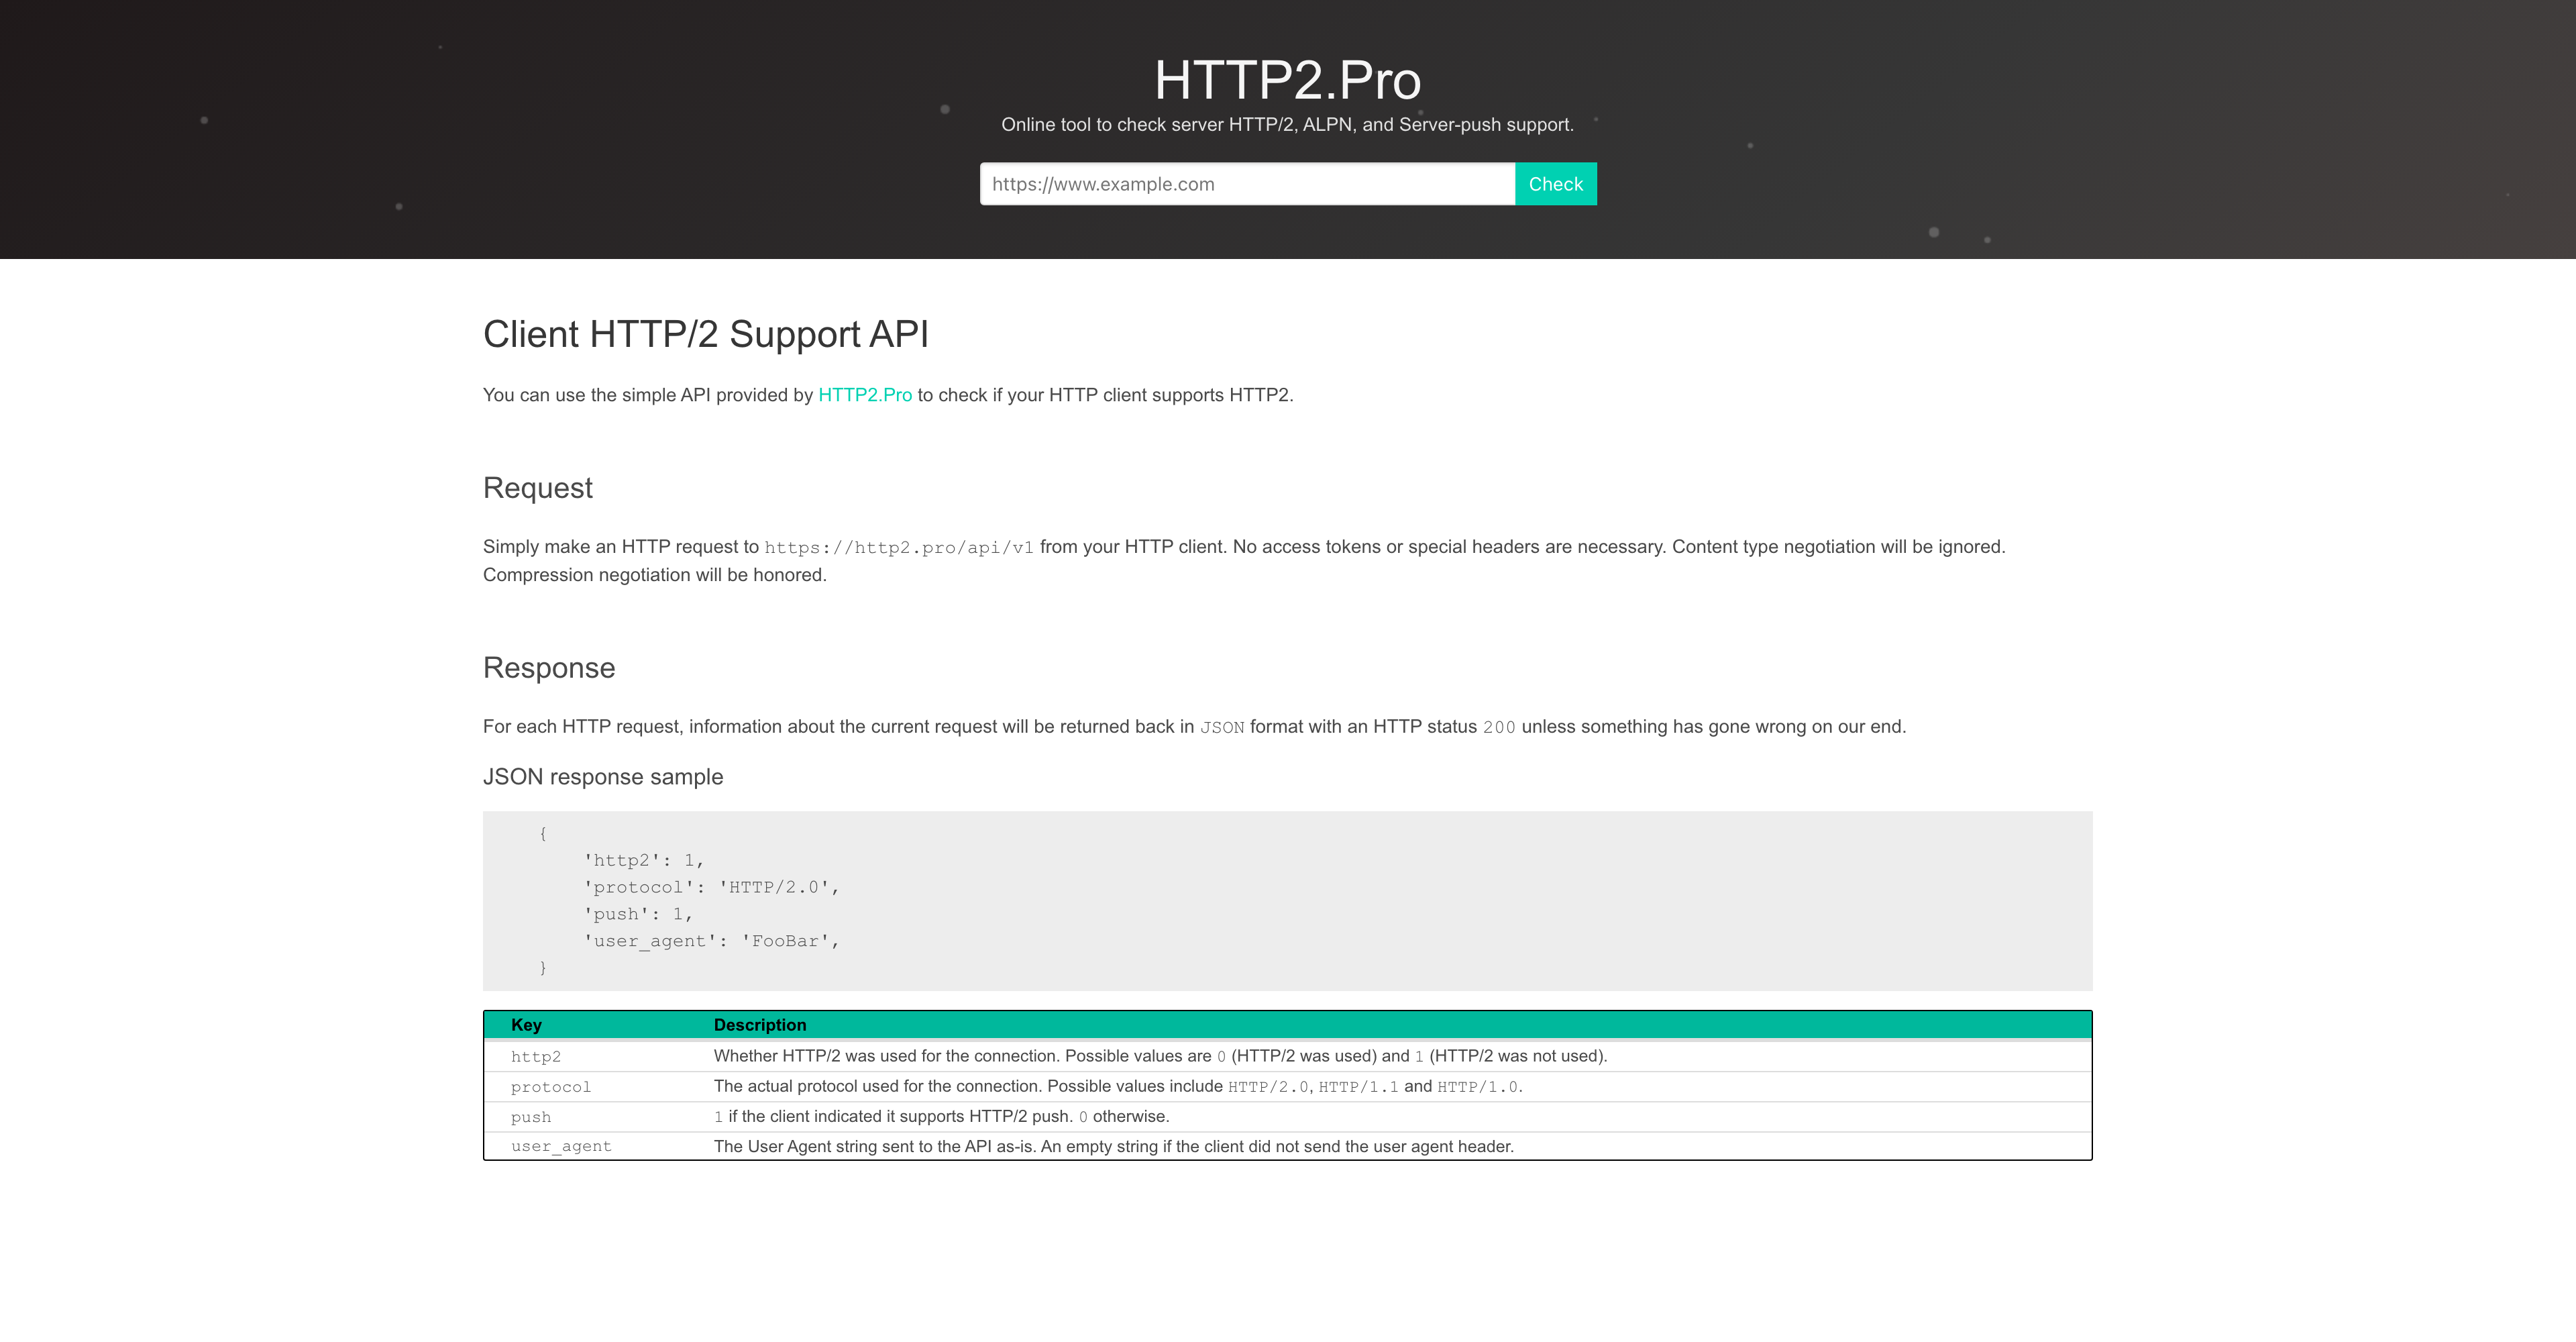 HTTP2.Pro
Online tool to check server HTTP/2, ALPN, and Server-push support.
https://www.example.com
Check
Client HTTP/2 Support API
You can use the simple API provided by HTTP2.Pro to check if your HTTP client supports HTTP2.
Request
Simply make an HTTP request to https://http2.pro/api/v1 from your HTTP client. No access tokens or special headers are necessary. Content type negotiation will be ignored.
Compression negotiation will be honored.
Response
For each HTTP request, information about the current request will be returned back in JSON format with an HTTP status 200 unless something has gone wrong on our end.
JSON response sample
{
'http2': 1,
'protocol': 'HTTP/2.0',
'push': 1,
'user_agent': 'FooBar',
}
Key Description
http2 Whether HTTP/2 was used for the connection. Possible values are 0 (HTTP/2 was used) and 1 (HTTP/2 was not used).
protocol The actual protocol used for the connection. Possible values include HTTP/2.0, HTTP/1.1 and HTTP/1.0.
push 1 if the client indicated it supports HTTP/2 push. 0 otherwise.
user_agent The User Agent string sent to the API as-is. An empty string if the client did not send the user agent header.